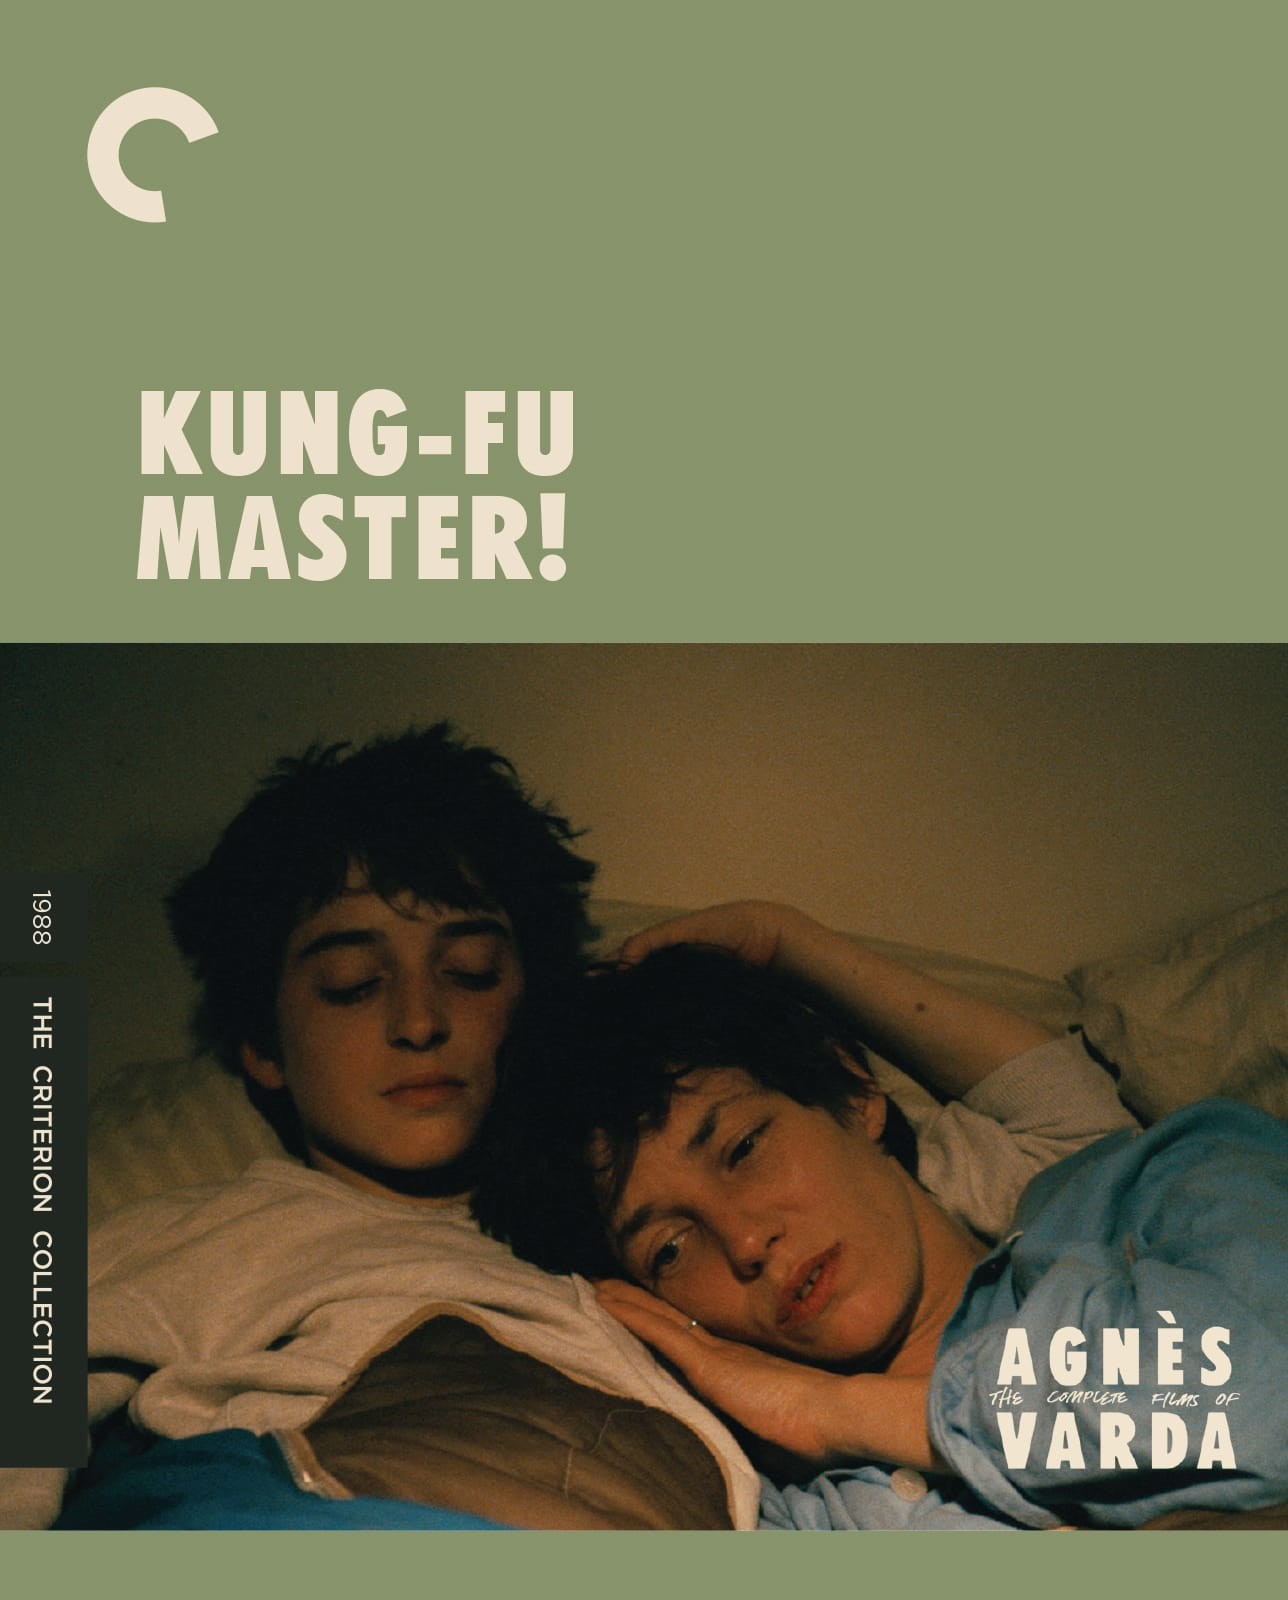 KUNG-FU
MASTER!
1988
THE CRITERION COLLECTION
AGNÈS
THE COMPLETE FILMS OF
VARDA